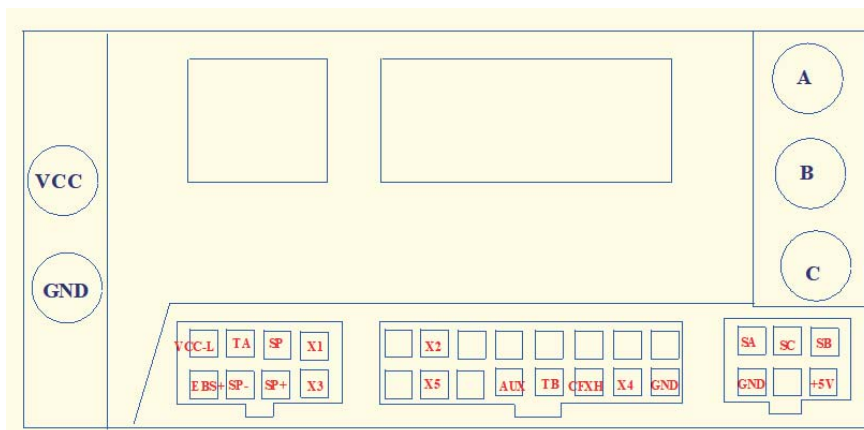 A
VCC
B
GND
C
VCC-L TA SP X1
EBS+ SP- SP+ X3
X2
X5 AUX TB CFXH X4 GND
SA SC SB
GND +5V